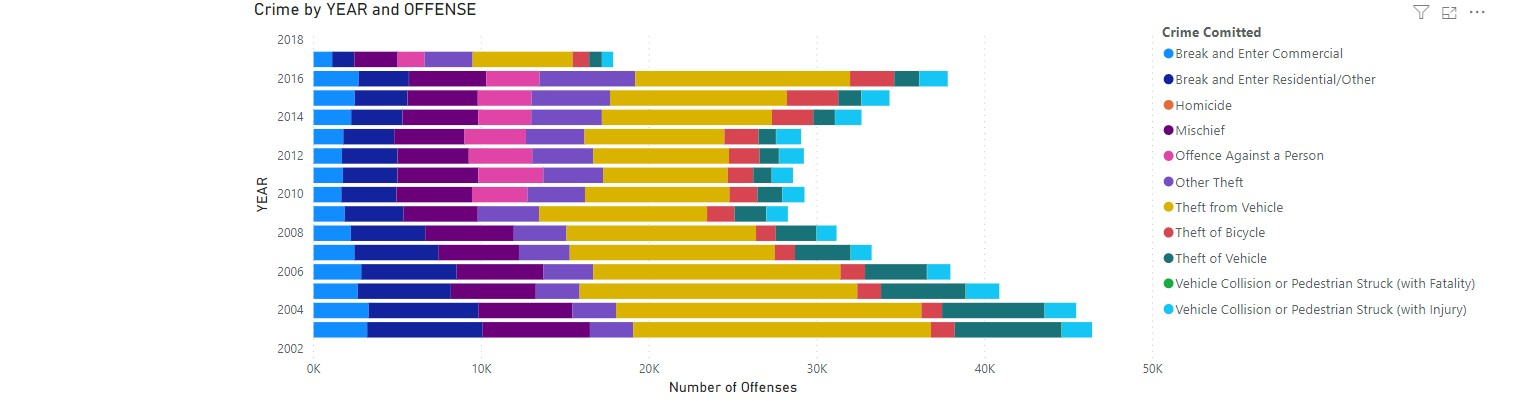 Crime by YEAR and OFFENSE
YEAR
2018
2016
2014
2012
2010
2008
2006
2004
2002
0K 10K 20K 30K 40K 50K
Number of Offenses
Crime Comitted
Break and Enter Commercial
Break and Enter Residential/Other
Homicide
Mischief
Offence Against a Person
Other Theft
Theft from Vehicle
Theft of Bicycle
Theft of Vehicle
Vehicle Collision or Pedestrian Struck (with Fatality)
Vehicle Collision or Pedestrian Struck (with Injury)